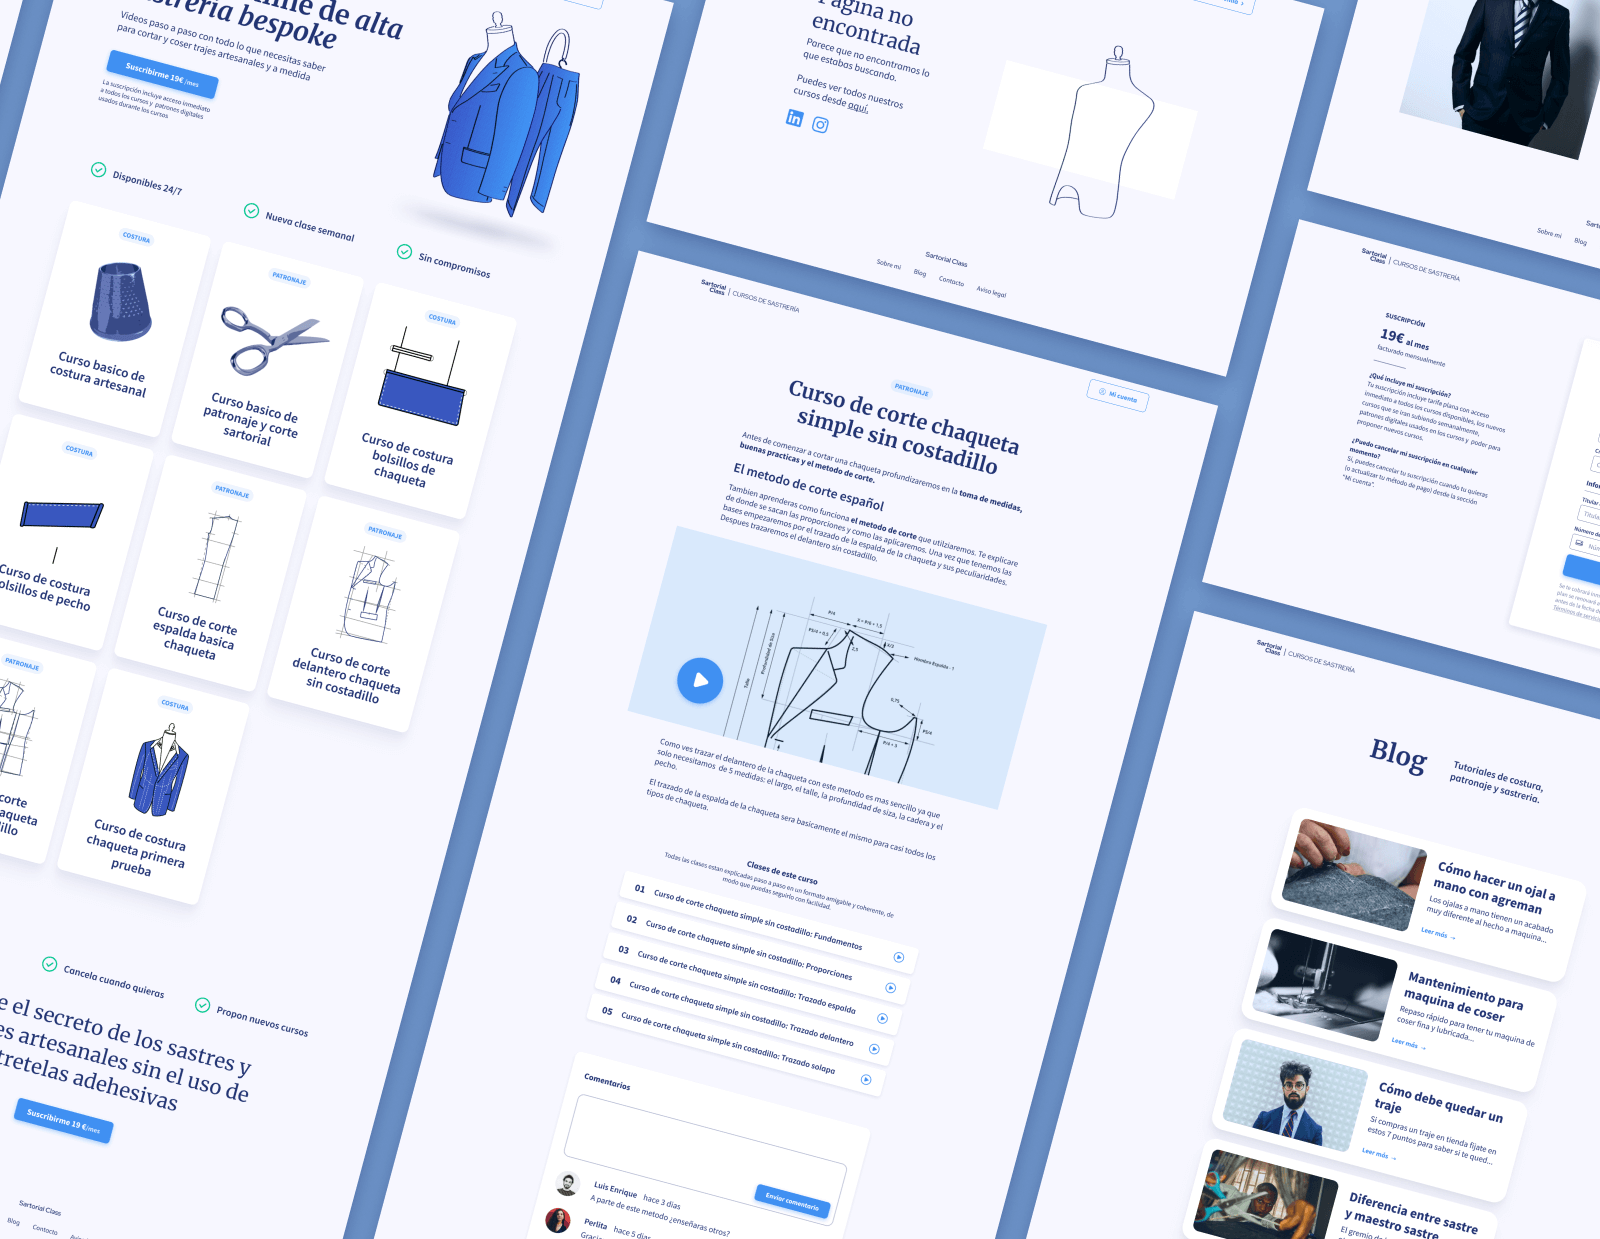 de alta
bespoke
Videos paso a paso con todo lo que necesitas saber
para cortar y coser trajes artesanales y a medida
Suscribirme 19€ /mes
La suscripción incluye acceso inmediato
a todos los cursos y patrones digitales
usados durante los cursos
Disponibles 24/7
Nueva clase semanal
Sin compromisos
COSTURA
Curso basico de
costura artesanal
PATRONAJE
Curso basico de
patronaje y corte
sartorial
COSTURA
Curso de costura
bolsillos de
chaqueta
COSTURA
Curso de costura
bolsillos de pecho
PATRONAJE
Curso de corte
espalda basica
chaqueta
PATRONAJE
Curso de corte
delantero chaqueta
sin costadillo
PATRONAJE
corte
COSTURA
Curso de costura
chaqueta primera
prueba
Cancela cuando quieras
Propon nuevos cursos
e el secreto de los sastres y
es artesanales sin el uso de
tretelas adehesivas
Suscribirme 19 €/mes
Sartorial Class
Blog
Contacto
Página no
encontrada
Parece que no encontramos lo
que estabas buscando.
Puedes ver todos nuestros
cursos desde aquí.
Sartorial Class
Sobre mi
Blog
Contacto
Aviso legal
Sartorial
Class
CURSOS DE SASTRERÍA
Mi cuenta
PATRONAJE
Curso de corte chaqueta
simple sin costadillo
Antes de comenzar a cortar una chaqueta profundizaremos en la toma de medidas,
buenas practicas y el metodo de corte.
El metodo de corte español
Tambien aprenderas como funciona el metodo de corte que utilziaremos. Te explicare
de donde se sacan las proporciones y como las aplicaremos. Una vez que tenemos las
bases empezaremos por el trazado de la espalda de la chaqueta y sus peculiaridades.
Despues trazaremos el delantero sin costadillo.
Talle
Profundidad de Siza
Hombro Espalda - 1
0,75
Como ves trazar el delantero de la chaqueta con este metodo es mas sencillo ya que
solo necesitamos de 5 medidas: el largo, el talle, la profundidad de siza, la cadera y el
pecho.
El trazado de la espalda de la chaqueta sera basicamente el mismo para casi todos los
tipos de chaqueta.
Clases de este curso
Todas las clases estan explicadas paso a paso en un formato amigable y coherente, de
modo que puedas seguirlo con facilidad.
01 Curso de corte chaqueta simple sin costadillo: Fundamentos
02 Curso de corte chaqueta simple sin costadillo: Proporciones
03 Curso de corte chaqueta simple sin costadillo: Trazado espalda
04 Curso de corte chaqueta simple sin costadillo: Trazado delantero
05 Curso de corte chaqueta simple sin costadillo: Trazado solapa
Comentarios
Enviar comentario
Luis Enrique hace 3 dias
A parte de este metodo ¿enseñaras otros?
Perlita hace 5 dias
Sobre mi
Blog
Sartorial
Class
CURSOS DE SASTRERÍA
SUSCRIPCIÓN
19€ al mes
facturado mensualmente
¿Qué incluye mi suscripción?
Tu suscripción incluye tarifa plana con acceso
inmediato a todos los cursos disponibles, los nuevos
cursos que se iran subiendo semanalmente,
patrones digitales usados en los cursos y poder para
proponer nuevos cursos.
¿Puedo cancelar mi suscripción en cualquier
momento?
Si, puedes cancelar tu suscripción cuando tu quieras
(o actualizar tu método de pago) desde la sección
"Mi cuenta".
Sartorial
Class
CURSOS DE SASTRERÍA
Blog
Tutoriales de costura,
patronaje y sastreria.
Cómo hacer un ojal a
mano con agreman
Los ojalas a mano tienen un acabado
muy diferente al hecho a maquina...
Leer más →
Mantenimiento para
maquina de coser
Repaso rápido para tener tu maquina de
coser fina y lubricada...
Leer más →
Cómo debe quedar un
traje
Si compras un traje en tienda fijate en
estos 7 puntos para saber si te qued...
Leer más →
Diferencia entre sastre
y maestro sastre